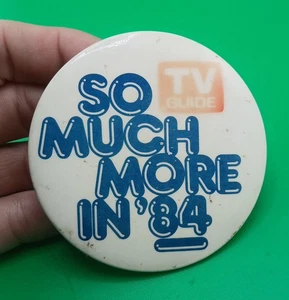 TV
GUIDE
SO
MUCH
MORE
IN '84